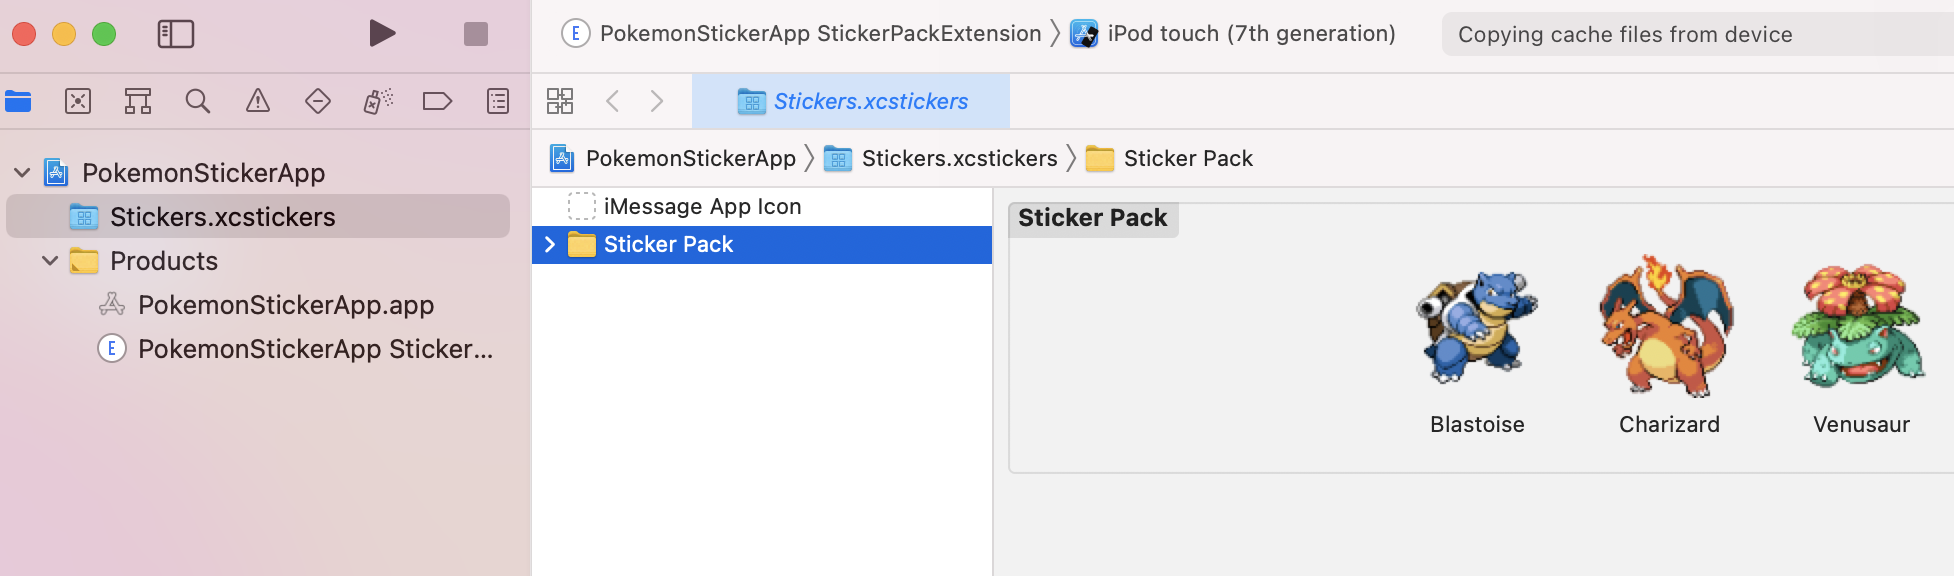 PokemonStickerApp StickerPackExtension
iPod touch (7th generation)
Copying cache files from device
Stickers.xcstickers
PokemonStickerApp
Stickers.xcstickers
Sticker Pack
PokemonStickerApp
Stickers.xcstickers
Products
PokemonStickerApp.app
E
PokemonStickerApp Sticker...
iMessage App Icon
Sticker Pack
Sticker Pack
Blastoise
Charizard
Venusaur